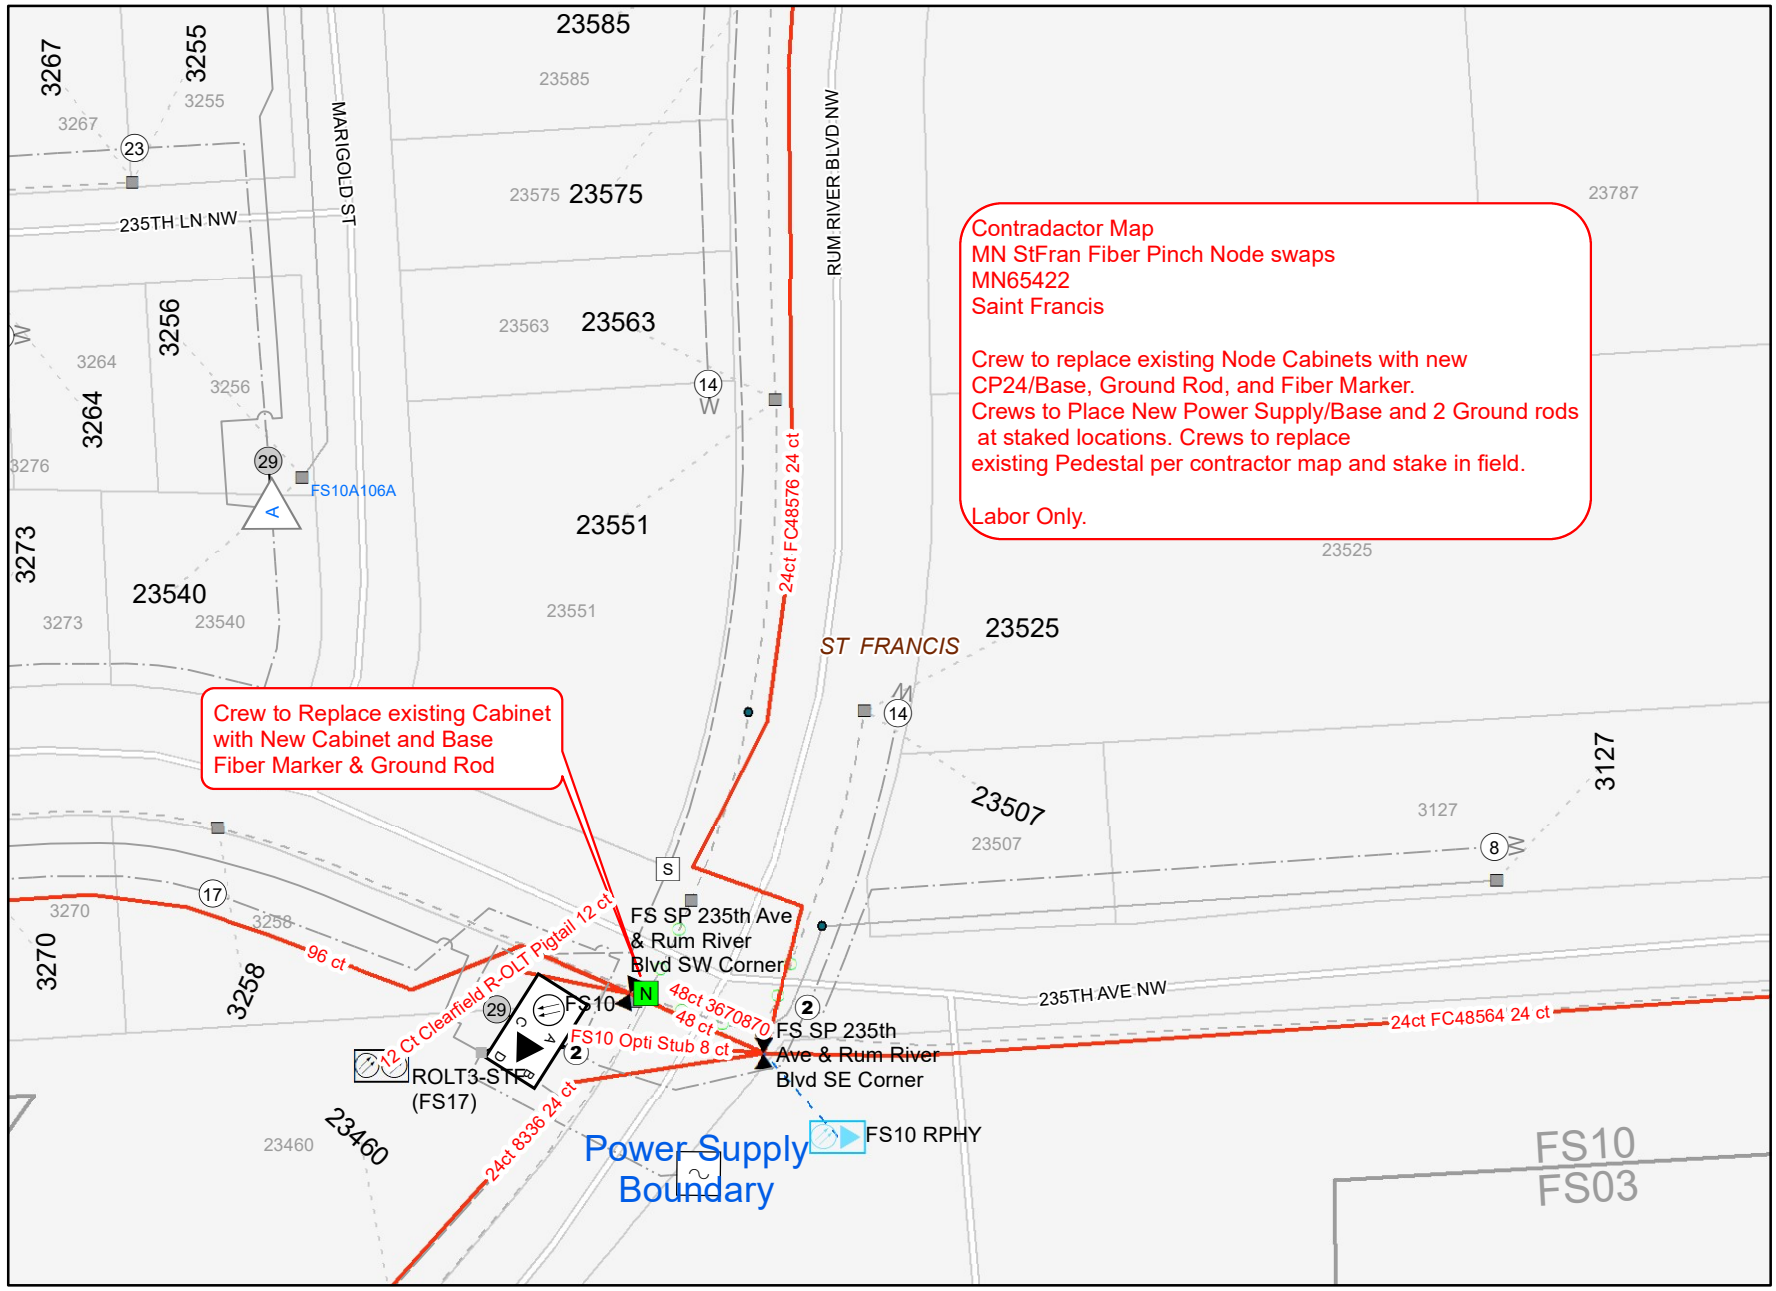 23585
23585
3267
3255
3255
3267
23
MARIGOLD ST
RUM RIVER BLVD NW
235TH LN NW
23575
23575
23787
Contradactor Map
MN StFran Fiber Pinch Node swaps
MN65422
Saint Francis
Crew to replace existing Node Cabinets with new
CP24/Base, Ground Rod, and Fiber Marker.
Crews to Place New Power Supply/Base and 2 Ground rods
at staked locations. Crews to replace
existing Pedestal per contractor map and stake in field.
Labor Only.
3256
3264
3256
3264
23563
23563
14
W
W
3276
29
FS10A106A
A
24ct FC48576 24 ct
23551
23551
23525
3273
3273
23540
23540
ST FRANCIS
23525
14
Crew to Replace existing Cabinet
with New Cabinet and Base
Fiber Marker & Ground Rod
23507
23507
3127
3127
8
S
17
3270
3270
3258
3258
96 ct
12 Ct Clearfield R-OLT Pigtail 12 ct
FS SP 235th Ave
& Rum River
Blvd SW Corner
N
FS10
29
C
A
D
B
2
48ct 3670870
48 ct
FS10 Opti Stub 8 ct
2
235TH AVE NW
24ct FC48564 24 ct
FS SP 235th
Ave & Rum River
Blvd SE Corner
ROLT3-STF
(FS17)
24ct 8336 24 ct
23460
23460
FS10 RPHY
Power Supply
Boundary
FS10
FS03